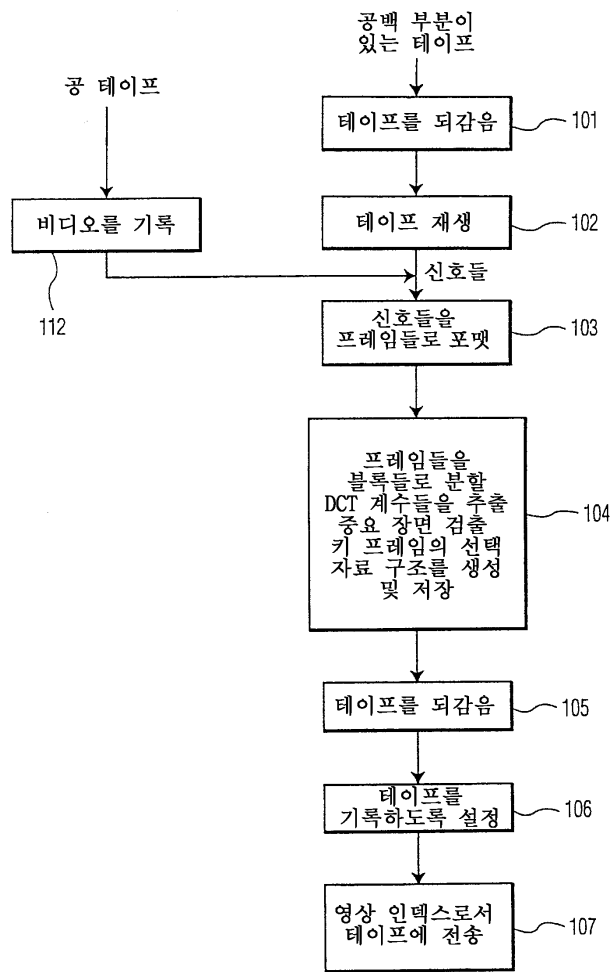 공백 부분이
있는 테이프
공 테이프
테이프를 되감음
101
비디오를 기록
112
테이프 재생
102
신호들
신호들을
프레임들로 포맷
103
프레임들을
블록들로 분할
DCT 계수들을 추출
중요 장면 검출
키 프레임의 선택
자료 구조를 생성
및 저장
104
테이프를 되감음
105
테이프를
기록하도록 설정
106
영상 인덱스로서
테이프에 전송
107